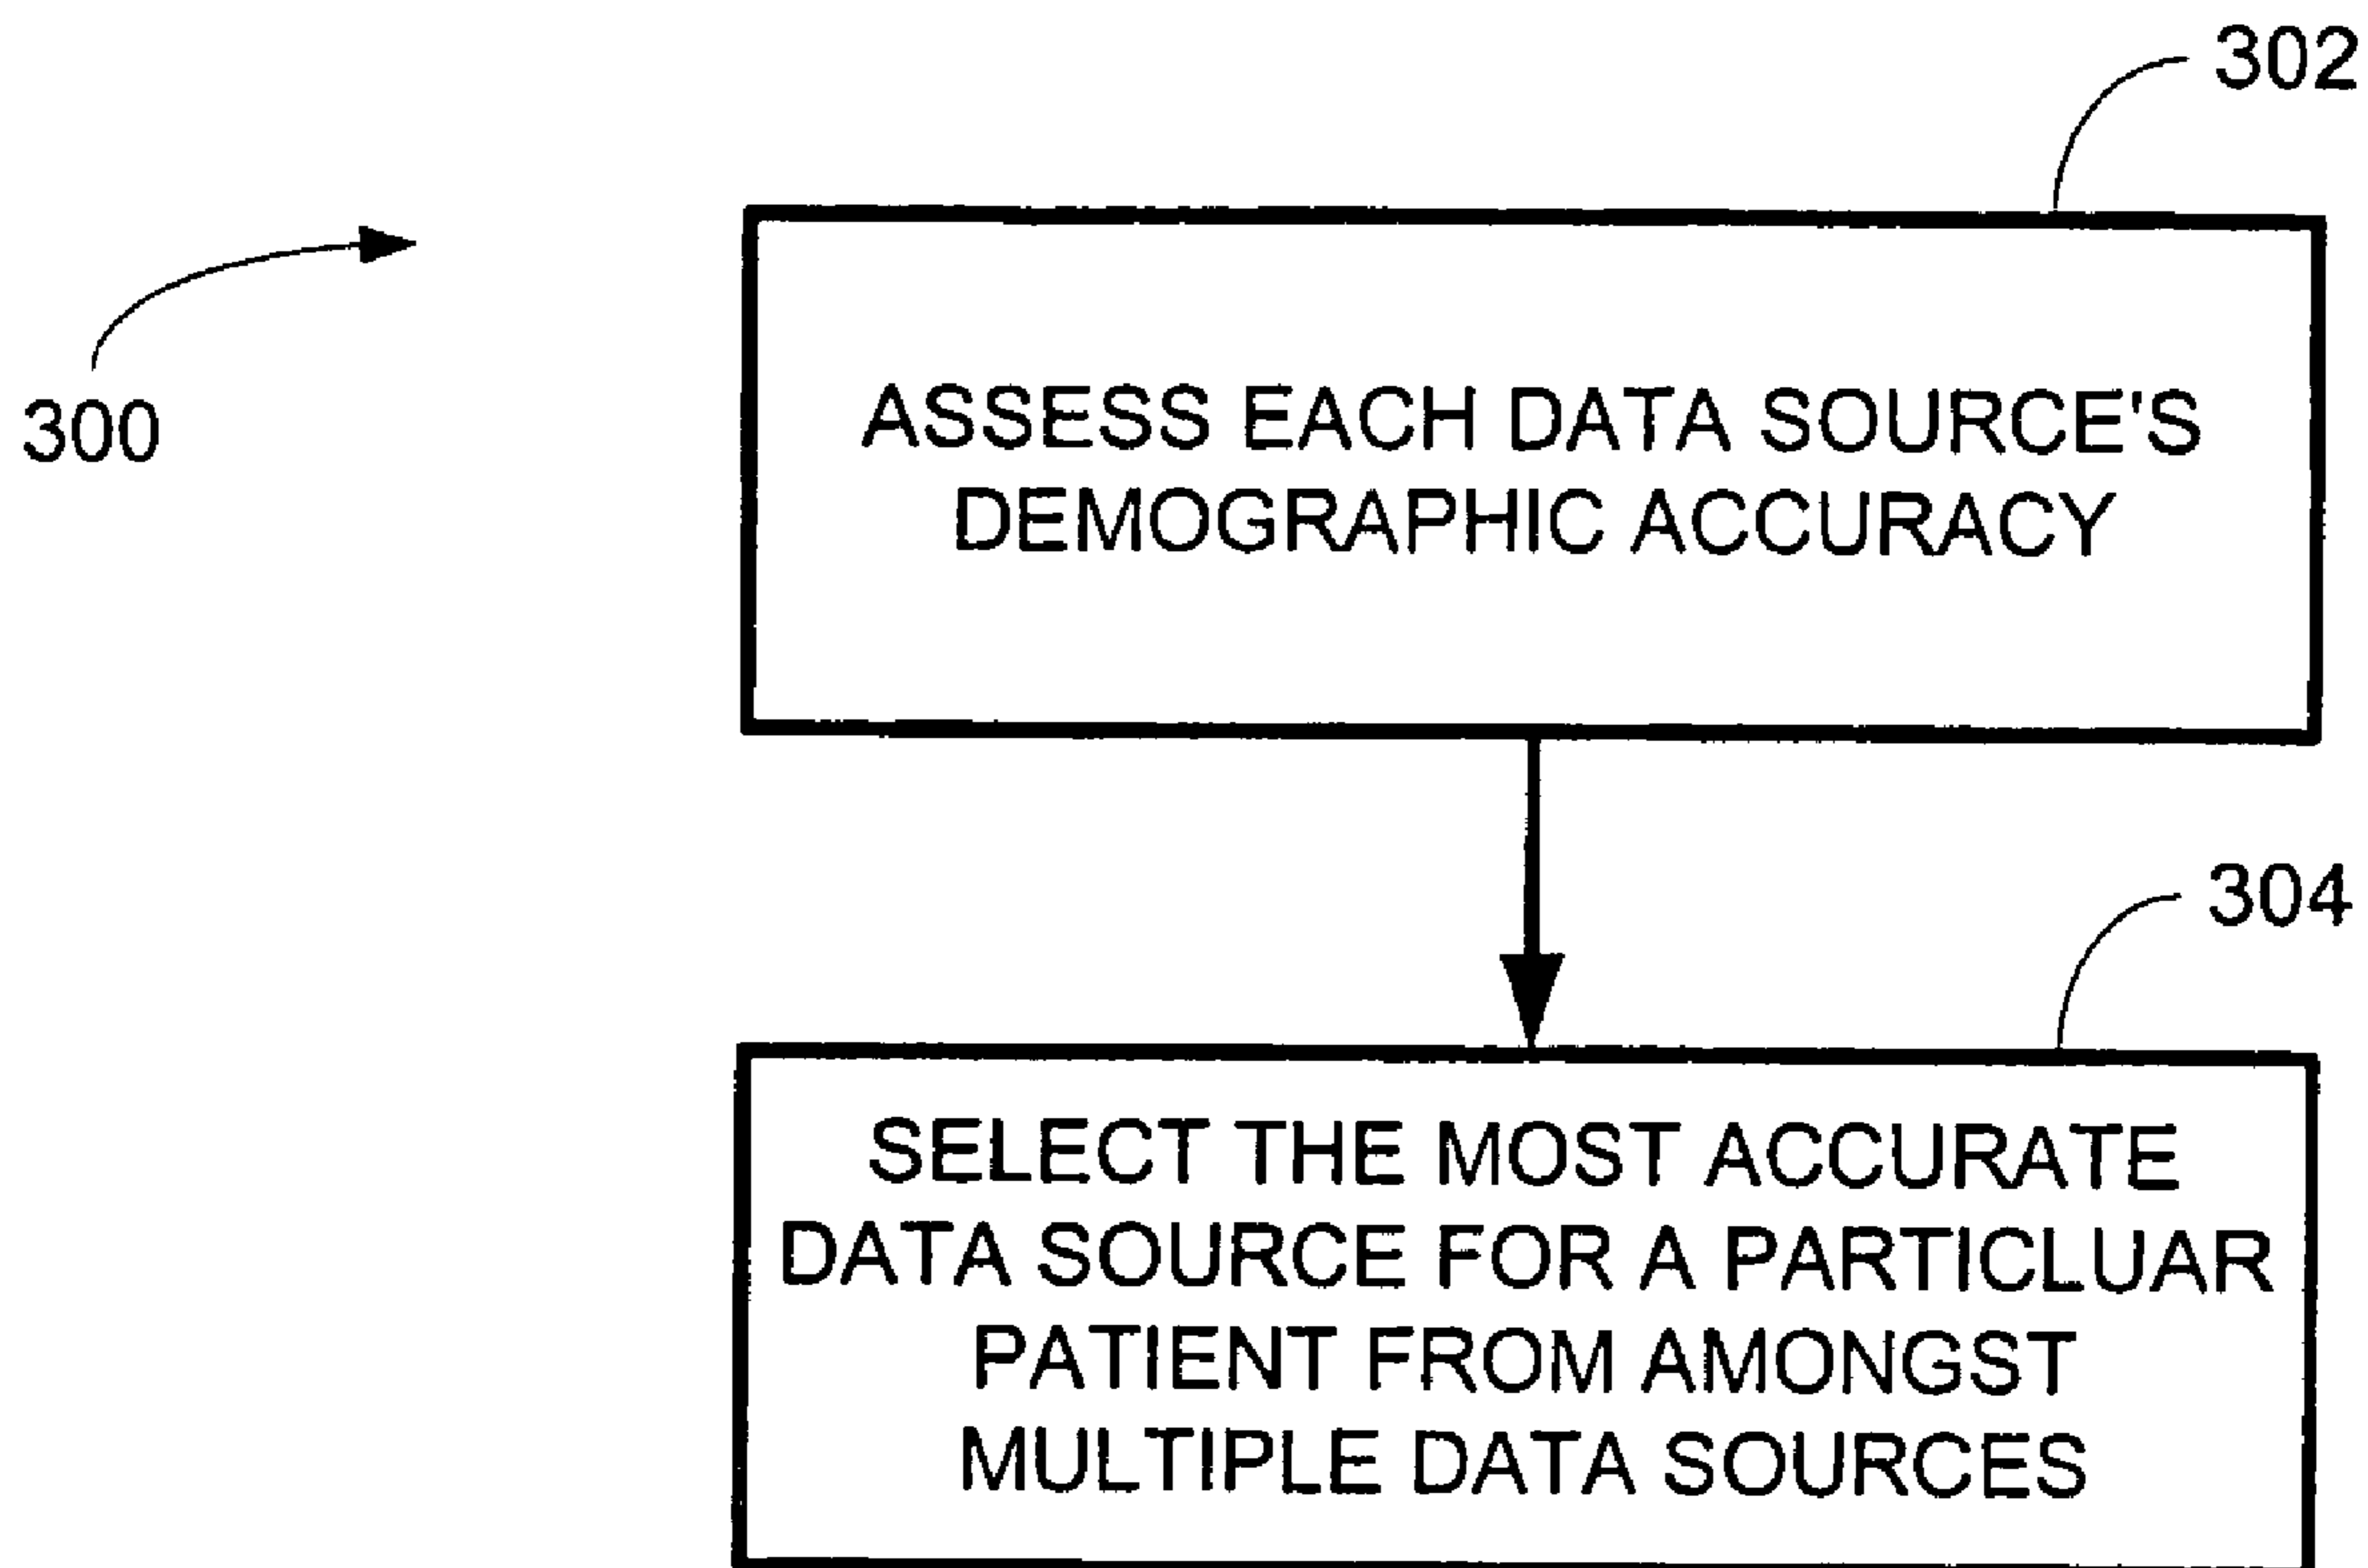 302
300
ASSESS EACH DATA SOURCE'S
DEMOGRAPHIC ACCURACY
304
SELECT THE MOST ACCURATE
DATA SOURCE FOR A PARTICLUAR
PATIENT FROM AMONGST
MULTIPLE DATA SOURCES